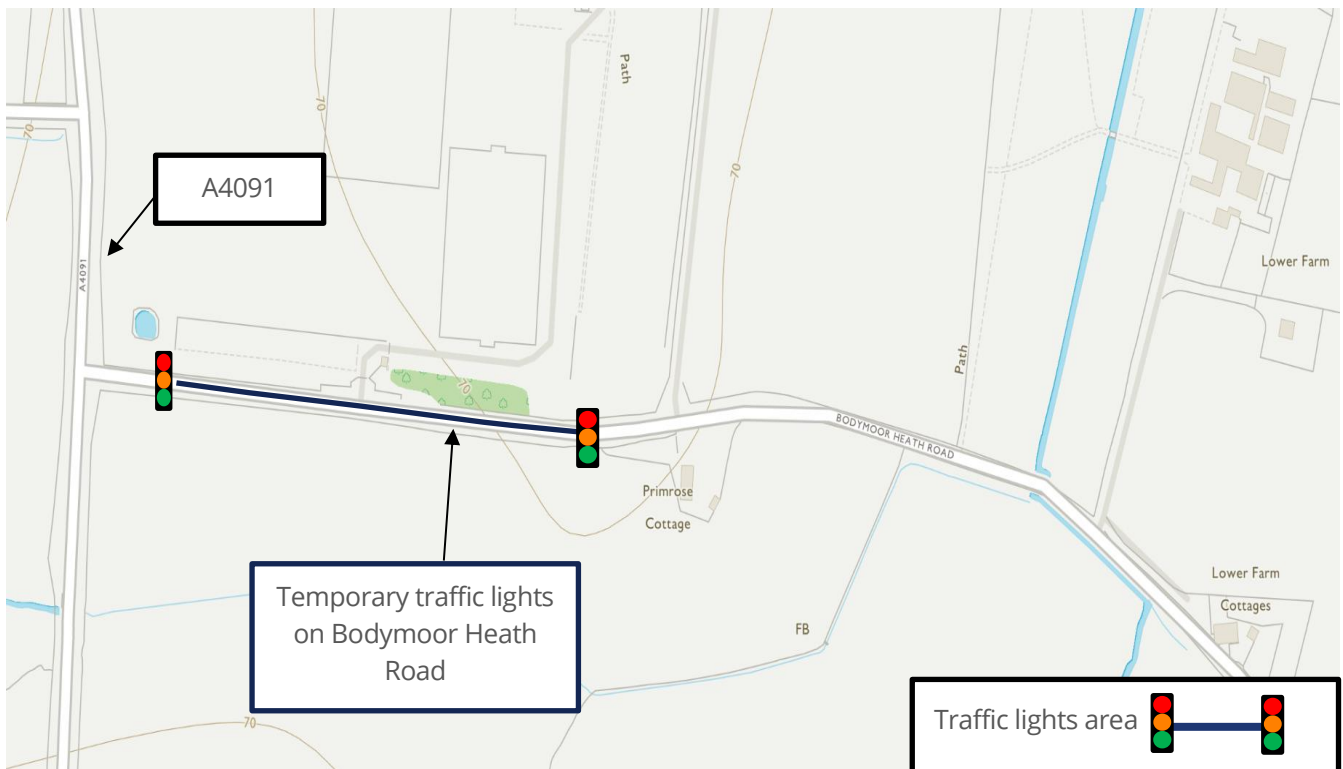 Path
70
70
70
A4091
A4091
Lower Farm
Path
70
BODYMOOR HEATH ROAD
Primrose
Cottage
Temporary traffic lights
on Bodymoor Heath
Road
FB
Lower Farm
Cottages
70
Traffic lights area